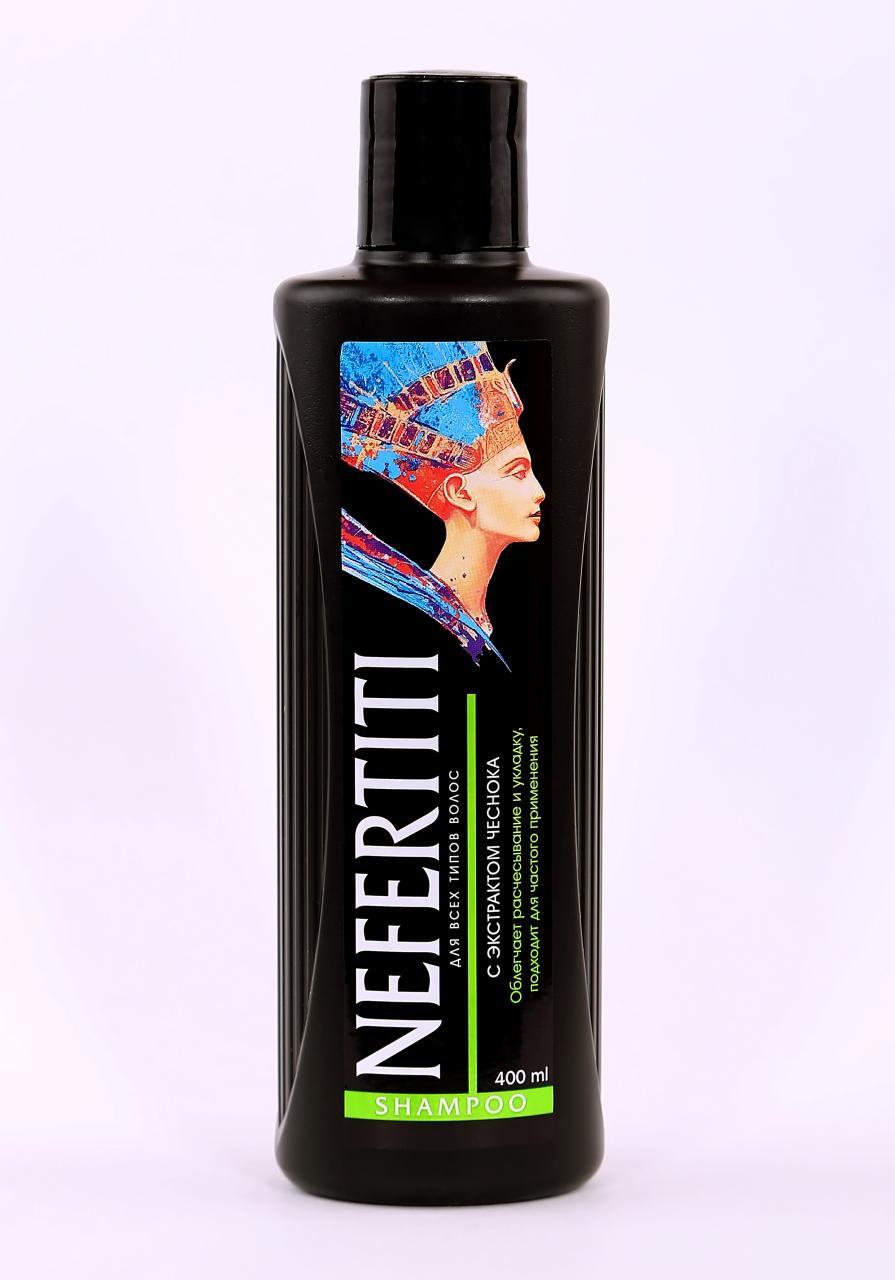 NEFERTITI
ДЛЯ ВСЕХ ТИПОВ ВОЛОС
С ЭКСТРАКТОМ ЧЕСНОКА
Облегчает расчесывание и укладку,
подходит для частого применения
400 ml
SHAMPOO